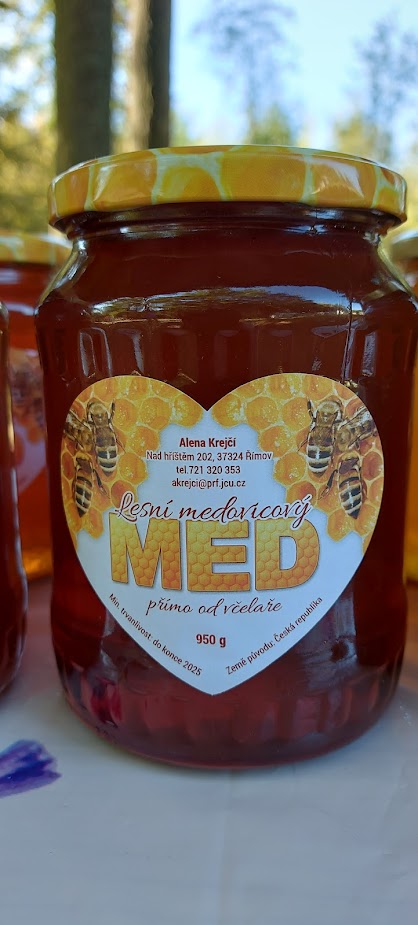 Alena Krejčí
Nad hřištěm 202, 37324 Římov
tel.721 320 353
akrejci@prf.jcu.cz
Lesní medovicový
MED
přímo od včelaře
950 g
Min. trvanlivost: do konce 2025
Země původu: Česká republika